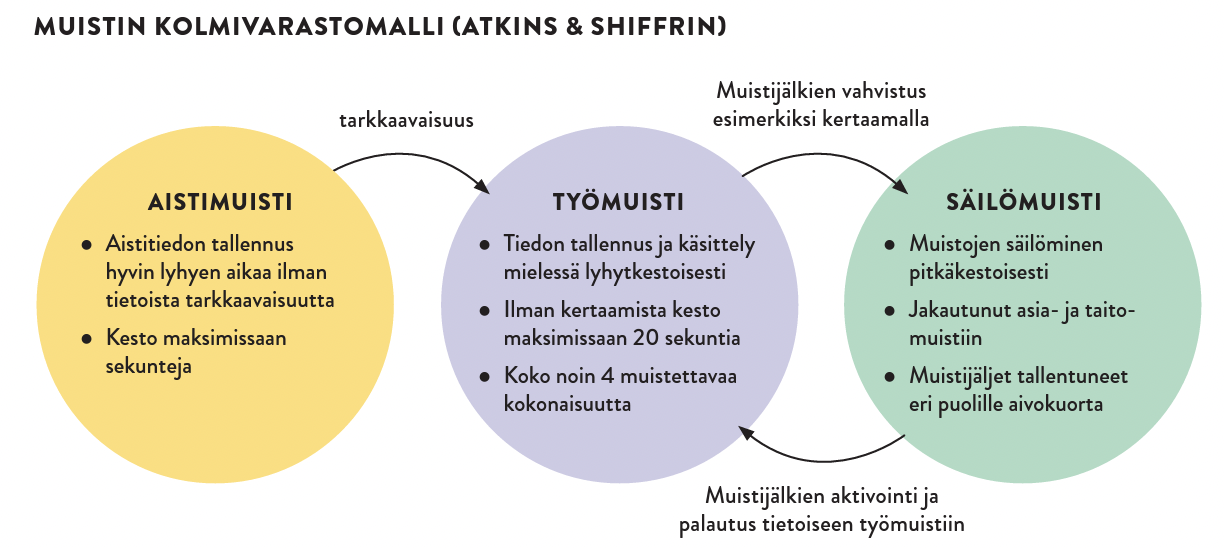 MUISTIN KOLMIVARASTOMALLI (ATKINS & SHIFFRIN)
tarkkaavaisuus
Muistijälkien vahvistus
esimerkiksi kertaamalla
AISTIMUISTI
● Aistitiedon tallennus
hyvin lyhyen aikaa ilman
tietoista tarkkaavaisuutta
● Kesto maksimissaan
sekunteja
TYÖMUISTI
● Tiedon tallennus ja käsittely
mielessä lyhytkestoisesti
● Ilman kertaamista kesto
maksimissaan 20 sekuntia
● Koko noin 4 muistettavaa
kokonaisuutta
SÄILÖMUISTI
● Muistojen säilöminen
pitkäkestoisesti
● Jakautunut asia- ja taito-
muistiin
● Muistijäljet tallentuneet
eri puolille aivokuorta
Muistijälkien aktivointi ja
palautus tietoiseen työmuistiin